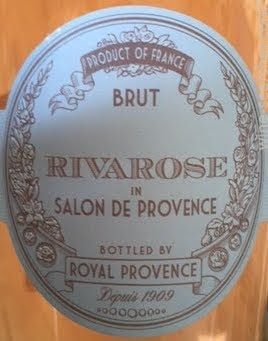 PRODUCT OF FRANCE
BRUT
RIVAROSE
IN
SALON DE PROVENCE
BOTTLED BY
ROYAL PROVENCE
Depuis 1909